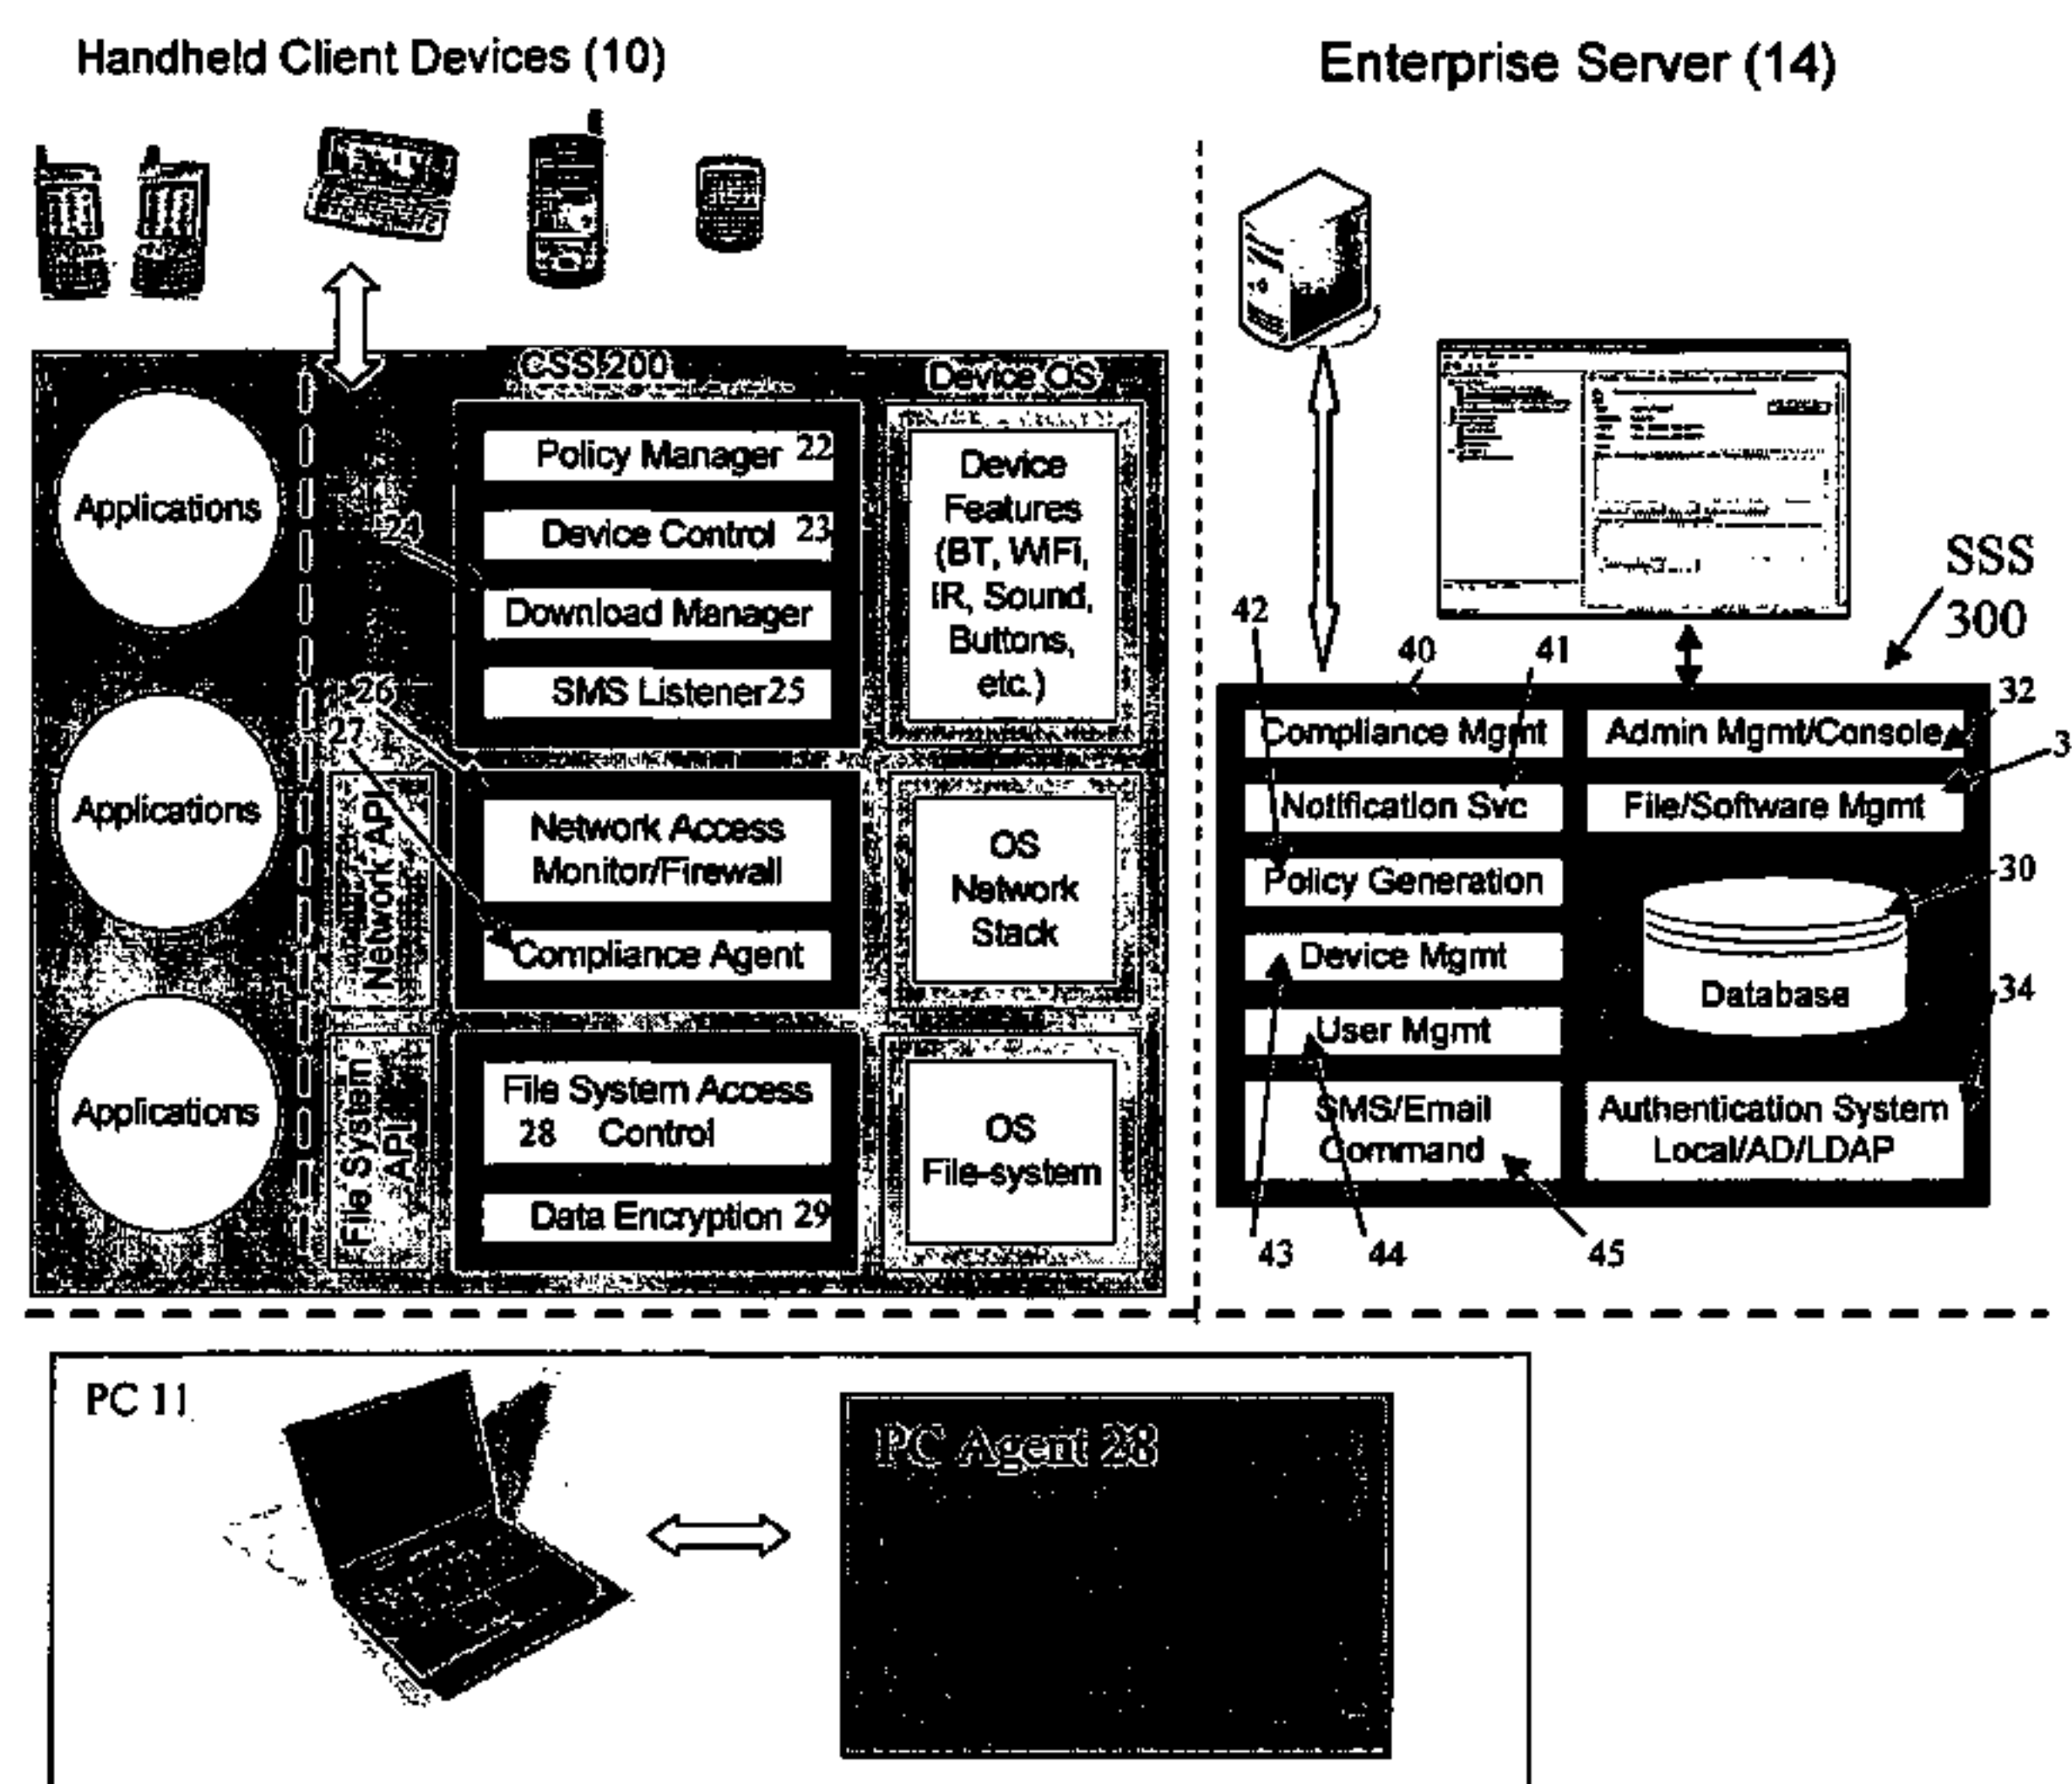 Handheld Client Devices (10)
Enterprise Server (14)
CSS 200
Device OS
Applications
Applications
Applications
Policy Manager 22
Device Control 23
24
Download Manager
SMS Listener 25
26
27
Network API
Network Access
Monitor/Firewall
Compliance Agent
File System
API
File System Access
28 Control
Data Encryption 29
Device
Features
(BT, WiFi,
IR, Sound,
Buttons,
etc.)
OS
Network
Stack
OS
File-system
SSS
300
42
40
41
32
3
30
34
Compliance Mgmt
Admin Mgmt/Console
Notification Svc
File/Software Mgmt
Policy Generation
Device Mgmt
Database
User Mgmt
SMS/Email
Command
Authentication System
Local/AD/LDAP
43
44
45
PC 11
PC Agent 28